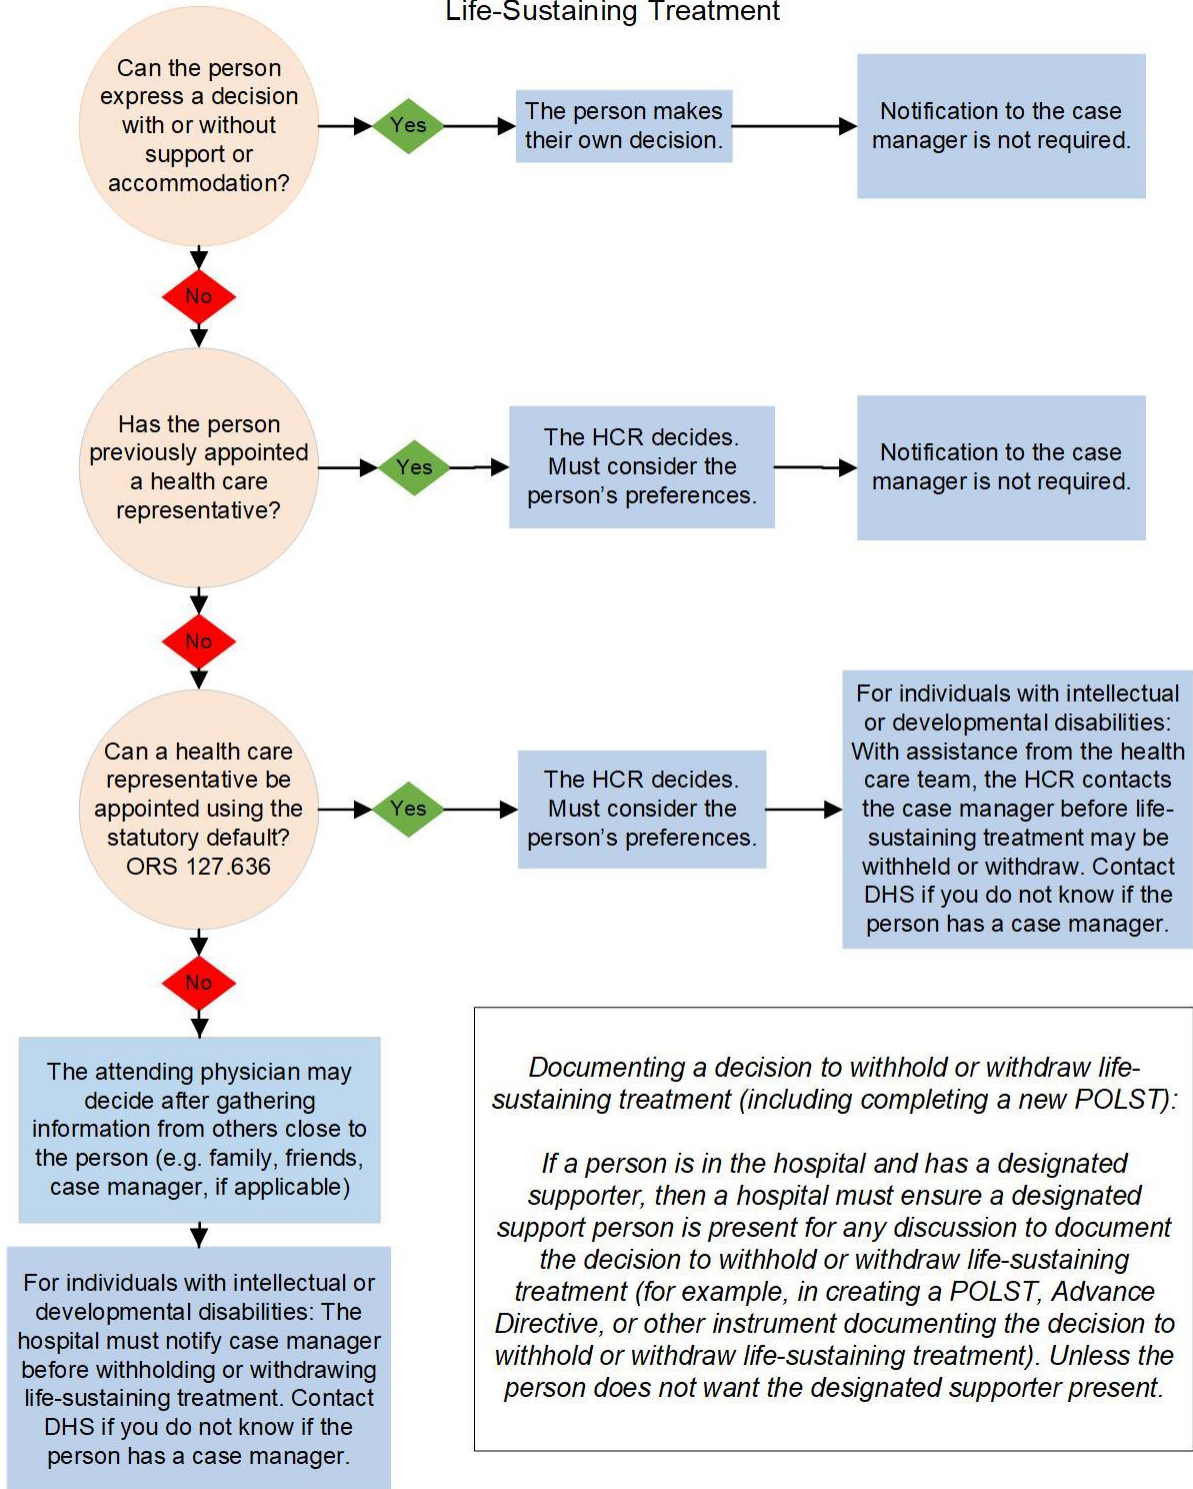 Life-Sustaining Treatment
Can the person
express a decision
with or without
support or
accommodation?
Yes
The person makes
their own decision.
Notification to the case
manager is not required.
No
Has the person
previously appointed
a health care
representative?
Yes
The HCR decides.
Must consider the
person’s preferences.
Notification to the case
manager is not required.
No
Can a health care
representative be
appointed using the
statutory default?
ORS 127.636
Yes
The HCR decides.
Must consider the
person’s preferences.
For individuals with intellectual
or developmental disabilities:
With assistance from the health
care team, the HCR contacts
the case manager before life-
sustaining treatment may be
withheld or withdraw. Contact
DHS if you do not know if the
person has a case manager.
No
The attending physician may
decide after gathering
information from others close to
the person (e.g. family, friends,
case manager, if applicable)
For individuals with intellectual or
developmental disabilities: The
hospital must notify case manager
before withholding or withdrawing
life-sustaining treatment. Contact
DHS if you do not know if the
person has a case manager.
Documenting a decision to withhold or withdraw life-
sustaining treatment (including completing a new POLST):
If a person is in the hospital and has a designated
supporter, then a hospital must ensure a designated
support person is present for any discussion to document
the decision to withhold or withdraw life-sustaining
treatment (for example, in creating a POLST, Advance
Directive, or other instrument documenting the decision to
withhold or withdraw life-sustaining treatment). Unless the
person does not want the designated supporter present.